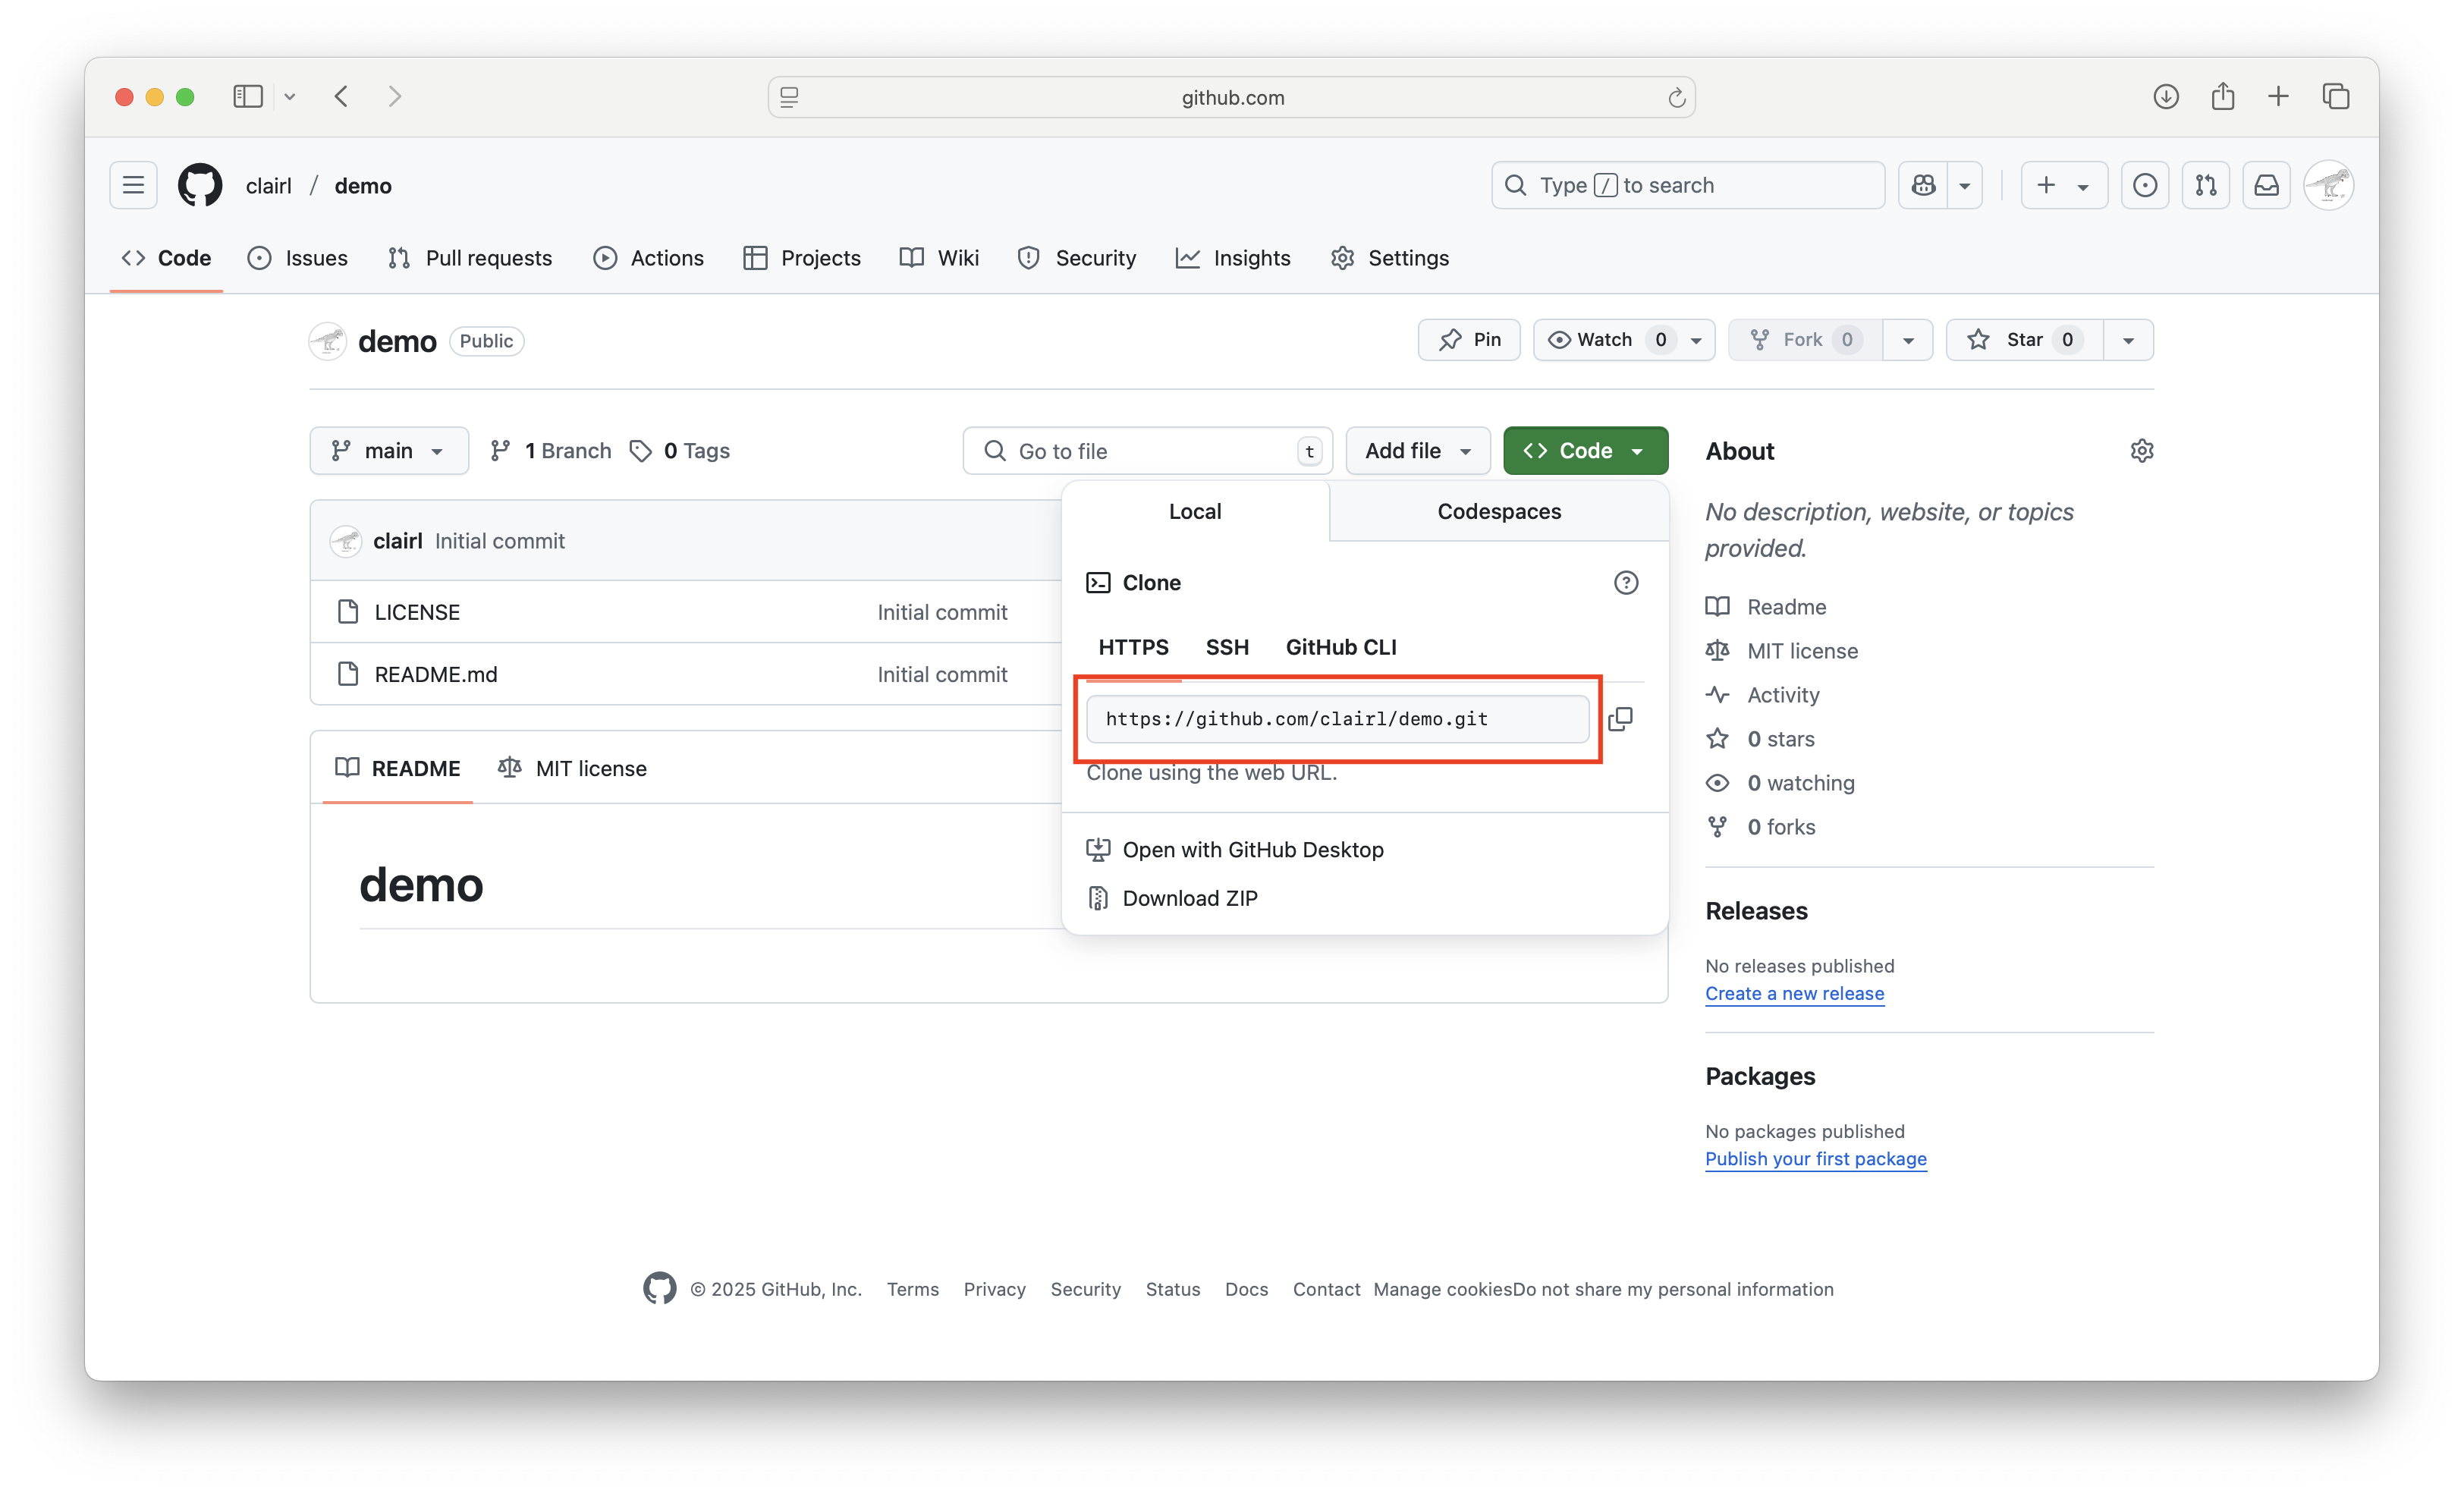 github.com
clairl / demo
Type / to search
Code Issues Pull requests Actions Projects Wiki Security Insights Settings
demo Public
Pin Watch 0 Fork 0 Star 0
main 1 Branch 0 Tags Go to file t Add file Code
clairl Initial commit
LICENSE Initial commit
README.md Initial commit
README MIT license
demo
Local Codespaces
Clone
HTTPS SSH GitHub CLI
https://github.com/clairl/demo.git
Clone using the web URL.
Open with GitHub Desktop
Download ZIP
About
No description, website, or topics
provided.
Readme
MIT license
Activity
0 stars
0 watching
0 forks
Releases
No releases published
Create a new release
Packages
No packages published
Publish your first package
© 2025 GitHub, Inc. Terms Privacy Security Status Docs Contact Manage cookies Do not share my personal information